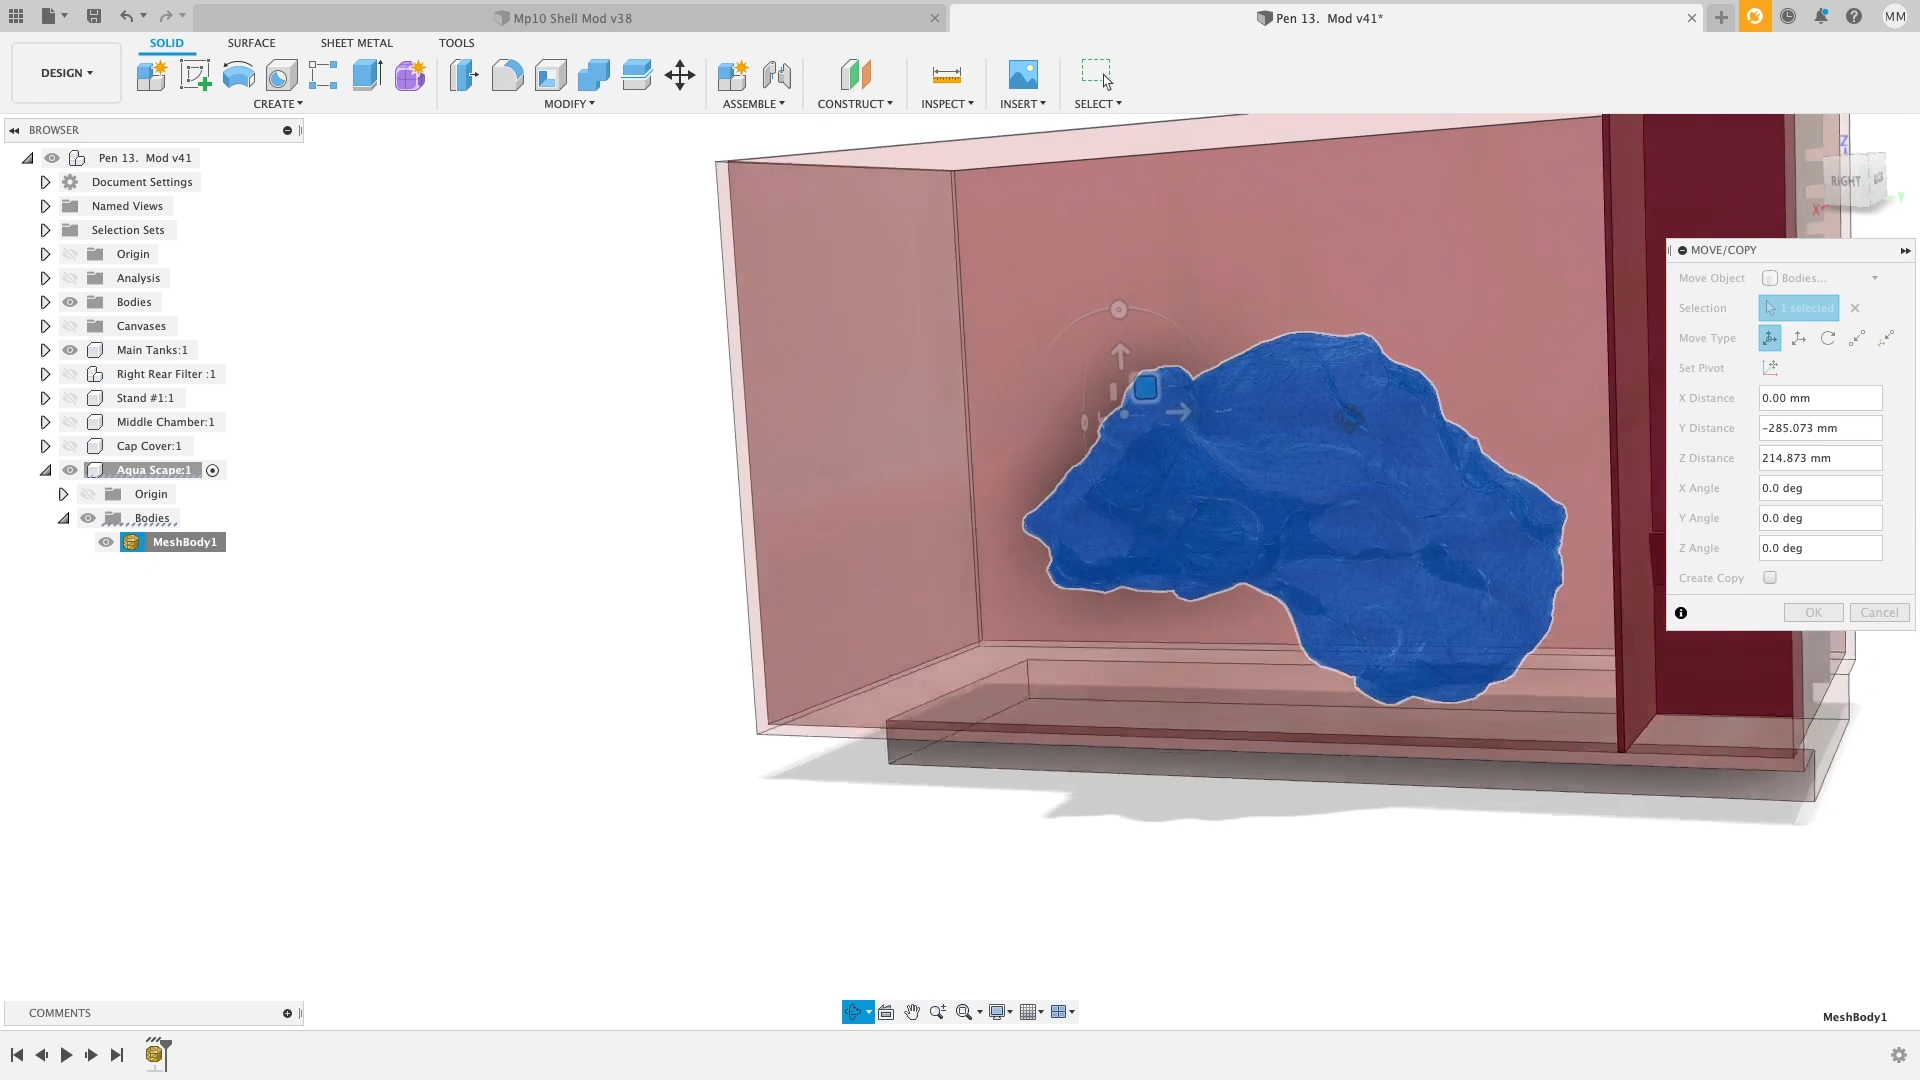 Mp10 Shell Mod v38
Pen 13. Mod v41*
MM
DESIGN
SOLID SURFACE SHEET METAL TOOLS
CREATE MODIFY ASSEMBLE CONSTRUCT INSPECT INSERT SELECT
BROWSER
Pen 13. Mod v41
Document Settings
Named Views
Selection Sets
Origin
Analysis
Bodies
Canvases
Main Tanks:1
Right Rear Filter :1
Stand #1:1
Middle Chamber:1
Cap Cover:1
Aqua Scape:1
Origin
Bodies
MeshBody1
Z
RIGHT
X
Y
MOVE/COPY
Move Object Bodies...
Selection 1 selected
Move Type
Set Pivot
X Distance 0.00 mm
Y Distance -285.073 mm
Z Distance 214.873 mm
X Angle 0.0 deg
Y Angle 0.0 deg
Z Angle 0.0 deg
Create Copy
OK Cancel
COMMENTS
MeshBody1